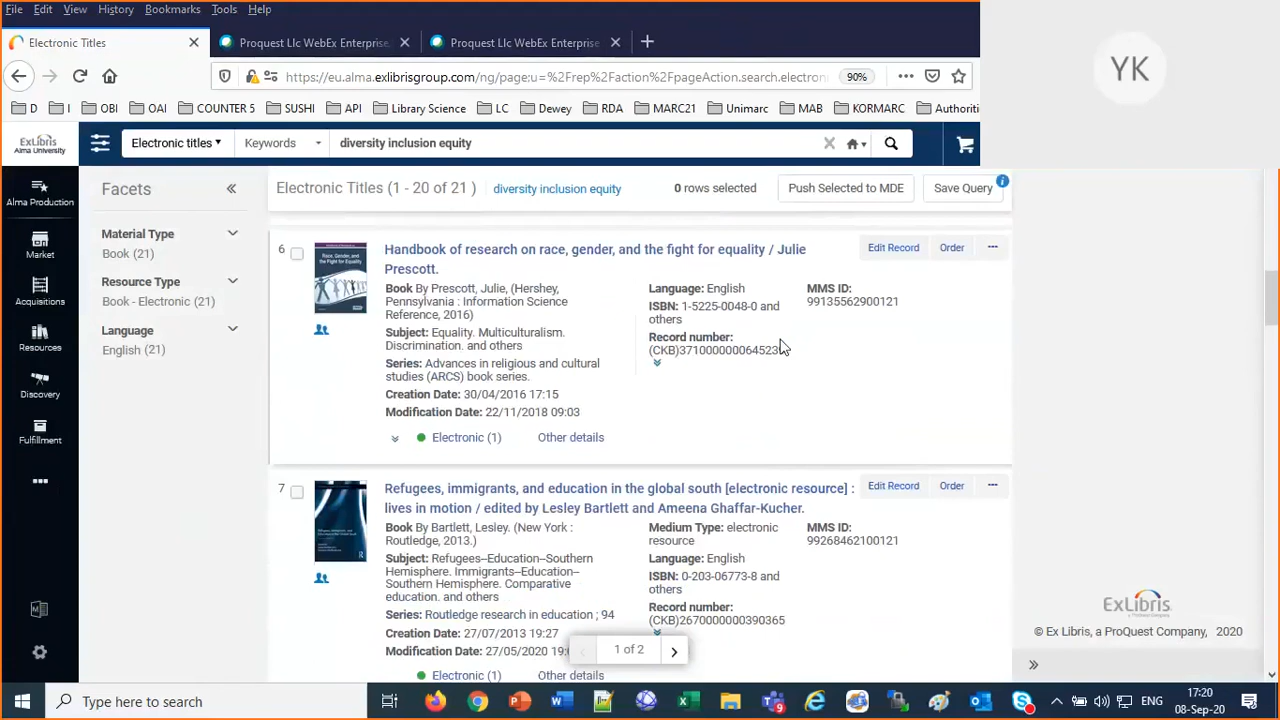 File Edit View History Bookmarks Tools Help
Electronic Titles
Proquest Llc WebEx Enterprise
Proquest Llc WebEx Enterprise
YK
https://eu.alma.exlibrisgroup.com/ng/page;u=%2Frep%2Faction%2FpageAction.search.electron
90%
D I OBI OAI COUNTER 5 SUSHI API Library Science LC Dewey RDA MARC21 Unimarc MAB KORMARC Authoriti
ExLibris
Alma University
Electronic titles
Keywords
diversity inclusion equity
Alma Production
Market
Acquisitions
Resources
Discovery
Fulfillment
Facets
Material Type
Book (21)
Resource Type
Book - Electronic (21)
Language
English (21)
Electronic Titles (1 - 20 of 21 ) diversity inclusion equity 0 rows selected Push Selected to MDE Save Query
6
Handbook of research on race, gender, and the fight for equality / Julie
Prescott.
Edit Record Order
Book By Prescott, Julie, (Hershey,
Pennsylvania : Information Science
Reference, 2016)
Subject: Equality. Multiculturalism.
Discrimination. and others
Series: Advances in religious and cultural
studies (ARCS) book series.
Creation Date: 30/04/2016 17:15
Modification Date: 22/11/2018 09:03
Language: English
ISBN: 1-5225-0048-0 and
others
Record number:
(CKB)371000000064523
MMS ID:
99135562900121
Electronic (1) Other details
7
Refugees, immigrants, and education in the global south [electronic resource] :
lives in motion / edited by Lesley Bartlett and Ameena Ghaffar-Kucher.
Edit Record Order
Book By Bartlett, Lesley. (New York :
Routledge, 2013.)
Subject: Refugees--Education--Southern
Hemisphere. Immigrants--Education--
Southern Hemisphere. Comparative
education. and others
Series: Routledge research in education ; 94
Creation Date: 27/07/2013 19:27
Modification Date: 27/05/2020 19:
Medium Type: electronic
resource
Language: English
ISBN: 0-203-06773-8 and
others
Record number:
(CKB)2670000000390365
MMS ID:
99268462100121
1 of 2
Electronic (1) Other details
ExLibris
© Ex Libris, a ProQuest Company, 2020
Type here to search
ENG
17:20
08-Sep-20